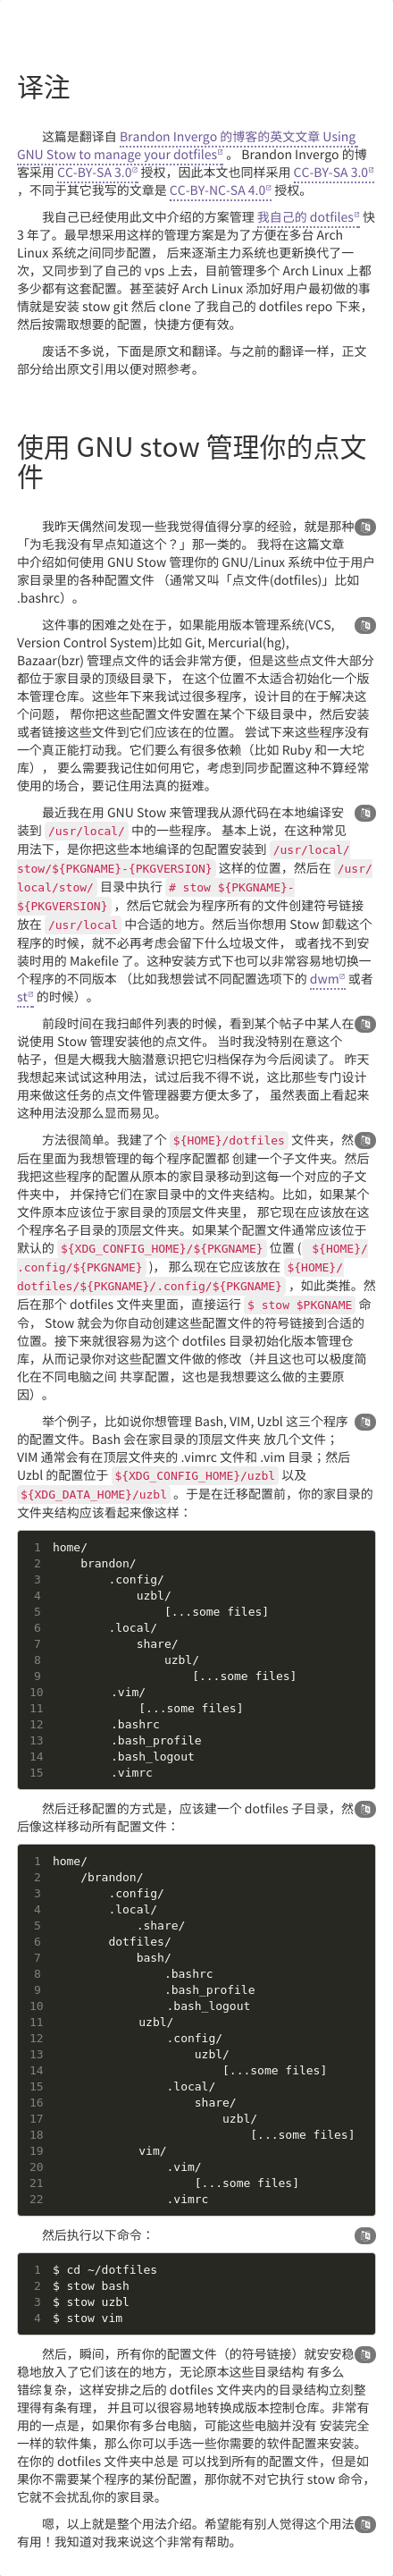 译注
这篇是翻译自 Brandon Invergo 的博客的英文文章 Using
GNU Stow to manage your dotfiles 。 Brandon Invergo 的博
客采用 CC-BY-SA 3.0 授权，因此本文也同样采用 CC-BY-SA 3.0
，不同于其它我写的文章是 CC-BY-NC-SA 4.0 授权。
我自己已经使用此文中介绍的方案管理 我自己的 dotfiles 快
3 年了。最早想采用这样的管理方案是为了方便在多台 Arch
Linux 系统之间同步配置， 后来逐渐主力系统也更新换代了一
次，又同步到了自己的 vps 上去，目前管理多个 Arch Linux 上都
多少都有这套配置。甚至装好 Arch Linux 添加好用户最初做的事
情就是安装 stow git 然后 clone 了我自己的 dotfiles repo 下来，
然后按需取想要的配置，快捷方便有效。
废话不多说，下面是原文和翻译。与之前的翻译一样，正文
部分给出原文引用以便对照参考。
使用 GNU stow 管理你的点文
件
我昨天偶然间发现一些我觉得值得分享的经验，就是那种
「为毛我没有早点知道这个？」那一类的。 我将在这篇文章
中介绍如何使用 GNU Stow 管理你的 GNU/Linux 系统中位于用户
家目录里的各种配置文件 （通常又叫「点文件(dotfiles)」比如
.bashrc）。
这件事的困难之处在于，如果能用版本管理系统(VCS,
Version Control System)比如 Git, Mercurial(hg),
Bazaar(bzr) 管理点文件的话会非常方便，但是这些点文件大部分
都位于家目录的顶级目录下， 在这个位置不太适合初始化一个版
本管理仓库。这些年下来我试过很多程序，设计目的在于解决这
个问题， 帮你把这些配置文件安置在某个下级目录中，然后安装
或者链接这些文件到它们应该在的位置。 尝试下来这些程序没有
一个真正能打动我。它们要么有很多依赖（比如 Ruby 和一大坨
库）， 要么需要我记住如何用它，考虑到同步配置这种不算经常
使用的场合，要记住用法真的挺难。
最近我在用 GNU Stow 来管理我从源代码在本地编译安
装到 /usr/local/ 中的一些程序。 基本上说，在这种常见
用法下，是你把这些本地编译的包配置安装到 /usr/local/
stow/${PKGNAME}-{PKGVERSION} 这样的位置，然后在 /usr/
local/stow/ 目录中执行 # stow ${PKGNAME}-
${PKGVERSION} ，然后它就会为程序所有的文件创建符号链接
放在 /usr/local 中合适的地方。然后当你想用 Stow 卸载这个
程序的时候，就不必再考虑会留下什么垃圾文件， 或者找不到安
装时用的 Makefile 了。这种安装方式下也可以非常容易地切换一
个程序的不同版本 （比如我想尝试不同配置选项下的 dwm 或者
st 的时候）。
前段时间在我扫邮件列表的时候，看到某个帖子中某人在
说使用 Stow 管理安装他的点文件。 当时我没特别在意这个
帖子，但是大概我大脑潜意识把它归档保存为今后阅读了。 昨天
我想起来试试这种用法，试过后我不得不说，这比那些专门设计
用来做这任务的点文件管理器要方便太多了， 虽然表面上看起来
这种用法没那么显而易见。
方法很简单。我建了个 ${HOME}/dotfiles 文件夹，然
后在里面为我想管理的每个程序配置都 创建一个子文件夹。然后
我把这些程序的配置从原本的家目录移动到这每一个对应的子文
件夹中， 并保持它们在家目录中的文件夹结构。比如，如果某个
文件原本应该位于家目录的顶层文件夹里， 那它现在应该放在这
个程序名子目录的顶层文件夹。如果某个配置文件通常应该位于
默认的 ${XDG_CONFIG_HOME}/${PKGNAME} 位置 ( ${HOME}/
.config/${PKGNAME} )， 那么现在它应该放在 ${HOME}/
dotfiles/${PKGNAME}/.config/${PKGNAME} ，如此类推。然
后在那个 dotfiles 文件夹里面，直接运行 $ stow $PKGNAME 命
令， Stow 就会为你自动创建这些配置文件的符号链接到合适的
位置。接下来就很容易为这个 dotfiles 目录初始化版本管理仓
库，从而记录你对这些配置文件做的修改（并且这也可以极度简
化在不同电脑之间 共享配置，这也是我想要这么做的主要原
因）。
举个例子，比如说你想管理 Bash, VIM, Uzbl 这三个程序
的配置文件。Bash 会在家目录的顶层文件夹 放几个文件；
VIM 通常会有在顶层文件夹的 .vimrc 文件和 .vim 目录；然后
Uzbl 的配置位于 ${XDG_CONFIG_HOME}/uzbl 以及
${XDG_DATA_HOME}/uzbl 。于是在迁移配置前，你的家目录的
文件夹结构应该看起来像这样：
1 home/
2     brandon/
3         .config/
4             uzbl/
5                 [...some files]
6         .local/
7             share/
8                 uzbl/
9                     [...some files]
10         .vim/
11             [...some files]
12         .bashrc
13         .bash_profile
14         .bash_logout
15         .vimrc
然后迁移配置的方式是，应该建一个 dotfiles 子目录，然
后像这样移动所有配置文件：
1 home/
2     /brandon/
3         .config/
4         .local/
5             .share/
6         dotfiles/
7             bash/
8                 .bashrc
9                 .bash_profile
10                 .bash_logout
11             uzbl/
12                 .config/
13                     uzbl/
14                         [...some files]
15                 .local/
16                     share/
17                         uzbl/
18                             [...some files]
19             vim/
20                 .vim/
21                     [...some files]
22                 .vimrc
然后执行以下命令：
1 $ cd ~/dotfiles
2 $ stow bash
3 $ stow uzbl
4 $ stow vim
然后，瞬间，所有你的配置文件（的符号链接）就安安稳
稳地放入了它们该在的地方，无论原本这些目录结构 有多么
错综复杂，这样安排之后的 dotfiles 文件夹内的目录结构立刻整
理得有条有理， 并且可以很容易地转换成版本控制仓库。非常有
用的一点是，如果你有多台电脑，可能这些电脑并没有 安装完全
一样的软件集，那么你可以手选一些你需要的软件配置来安装。
在你的 dotfiles 文件夹中总是 可以找到所有的配置文件，但是如
果你不需要某个程序的某份配置，那你就不对它执行 stow 命令，
它就不会扰乱你的家目录。
嗯，以上就是整个用法介绍。希望能有别人觉得这个用法
有用！我知道对我来说这个非常有帮助。